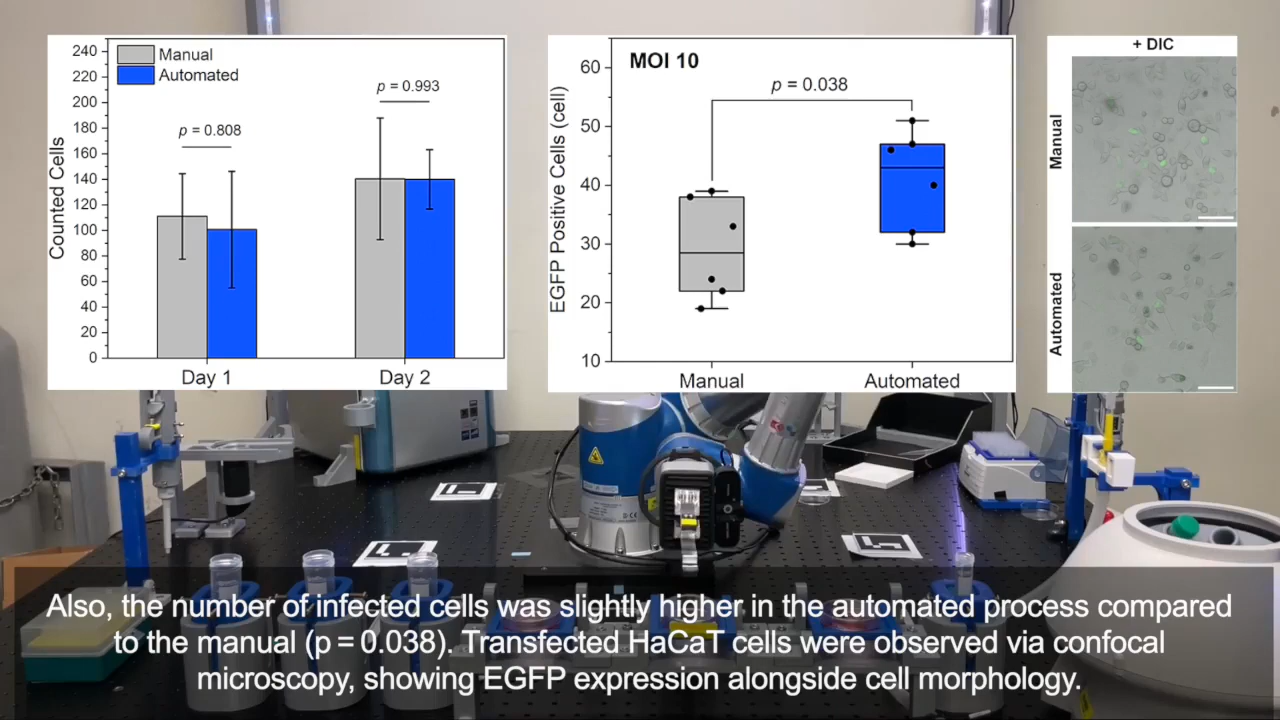 240
220
200
180
160
140
120
100
80
60
40
20
0
Counted Cells
Manual
Automated
p = 0.808
p = 0.993
Day 1
Day 2
MOI 10
p = 0.038
60
50
40
30
20
10
EGFP Positive Cells (cell)
Manual
Automated
+ DIC
Manual
Automated
Also, the number of infected cells was slightly higher in the automated process compared
to the manual (p = 0.038). Transfected HaCaT cells were observed via confocal
microscopy, showing EGFP expression alongside cell morphology.